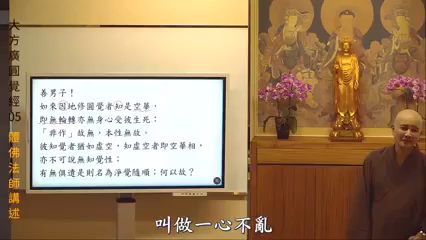 大方廣圓覺經05 體佛法師講述
善男子！
如來因地修圓覺者知是空華，
即無輪轉亦無身心受彼生死；
「非作」故無，本性無故。
彼知覺者猶如虛空，知虛空者即空華相，
亦不可說無知覺性；
有無俱遣是則名為淨覺隨順；何以故？
叫做一心不亂